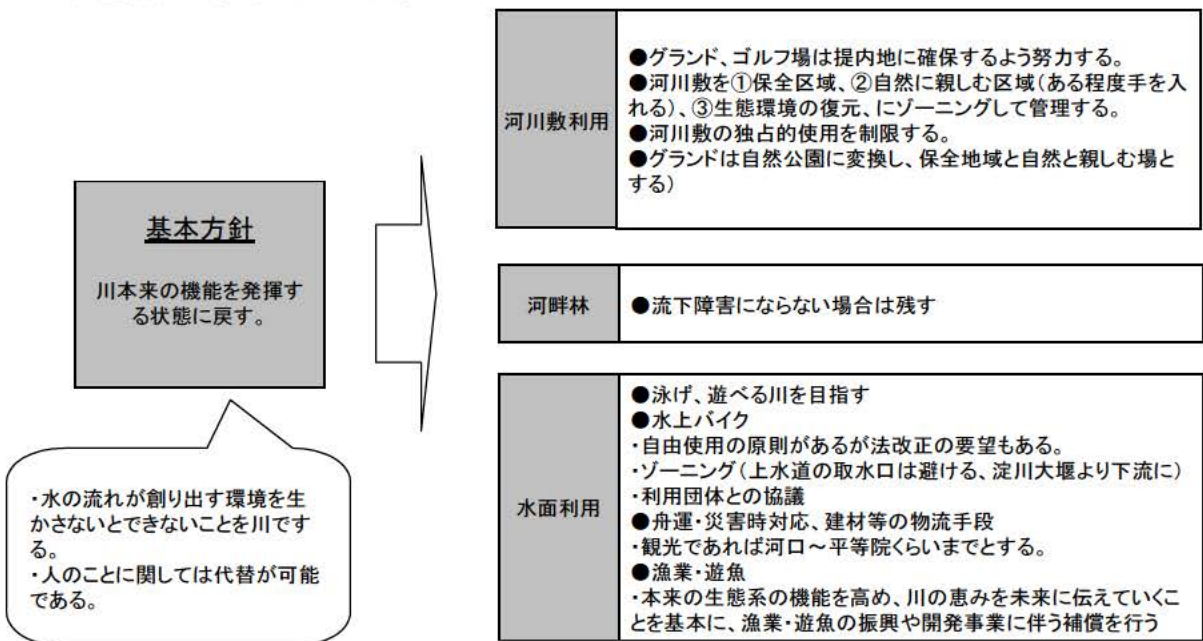 基本方針
川本来の機能を発揮す
る状態に戻す。
・水の流れが創り出す環境を生
かさないとできないことを川です
る。
・人のことに関しては代替が可能
である。
河川敷利用
●グランド、ゴルフ場は提内地に確保するよう努力する。
●河川敷を①保全区域、②自然に親しむ区域(ある程度手を入
れる)、③生態環境の復元、にゾーニングして管理する。
●河川敷の独占的使用を制限する。
●グランドは自然公園に変換し、保全地域と自然と親しむ場と
する)
河畔林
●流下障害にならない場合は残す
水面利用
●泳げ、遊べる川を目指す
●水上バイク
・自由使用の原則があるが法改正の要望もある。
・ゾーニング(上水道の取水口は避ける、淀川大堰より下流に)
・利用団体との協議
●舟運・災害時対応、建材等の物流手段
・観光であれば河口～平等院くらいまでとする。
●漁業・遊魚
・本来の生態系の機能を高め、川の恵みを未来に伝えていくこ
とを基本に、漁業・遊魚の振興や開発事業に伴う補償を行う